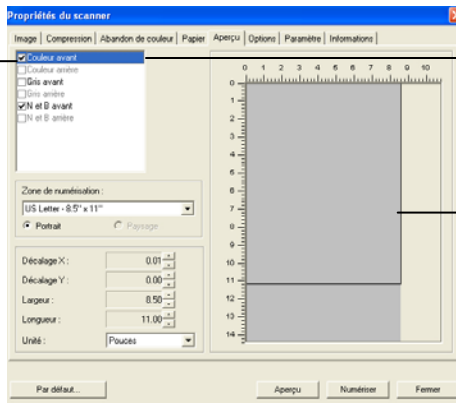 Propriétés du scanner
Image Compression Abandon de couleur Papier Aperçu Options Paramètre Informations
Couleur avant
Couleur arrière
Gris avant
Gris arrière
N et B avant
N et B arrière
Zone de numérisation :
US Letter - 8.5" x 11"
Portrait Paysage
Décalage X : 0.01
Décalage Y : 0.00
Largeur : 8.50
Longueur : 11.00
Unité : Pouces
0 1 2 3 4 5 6 7 8 9 10
0
1
2
3
4
5
6
7
8
9
10
11
12
13
14
Par défaut... Aperçu Numériser Fermer